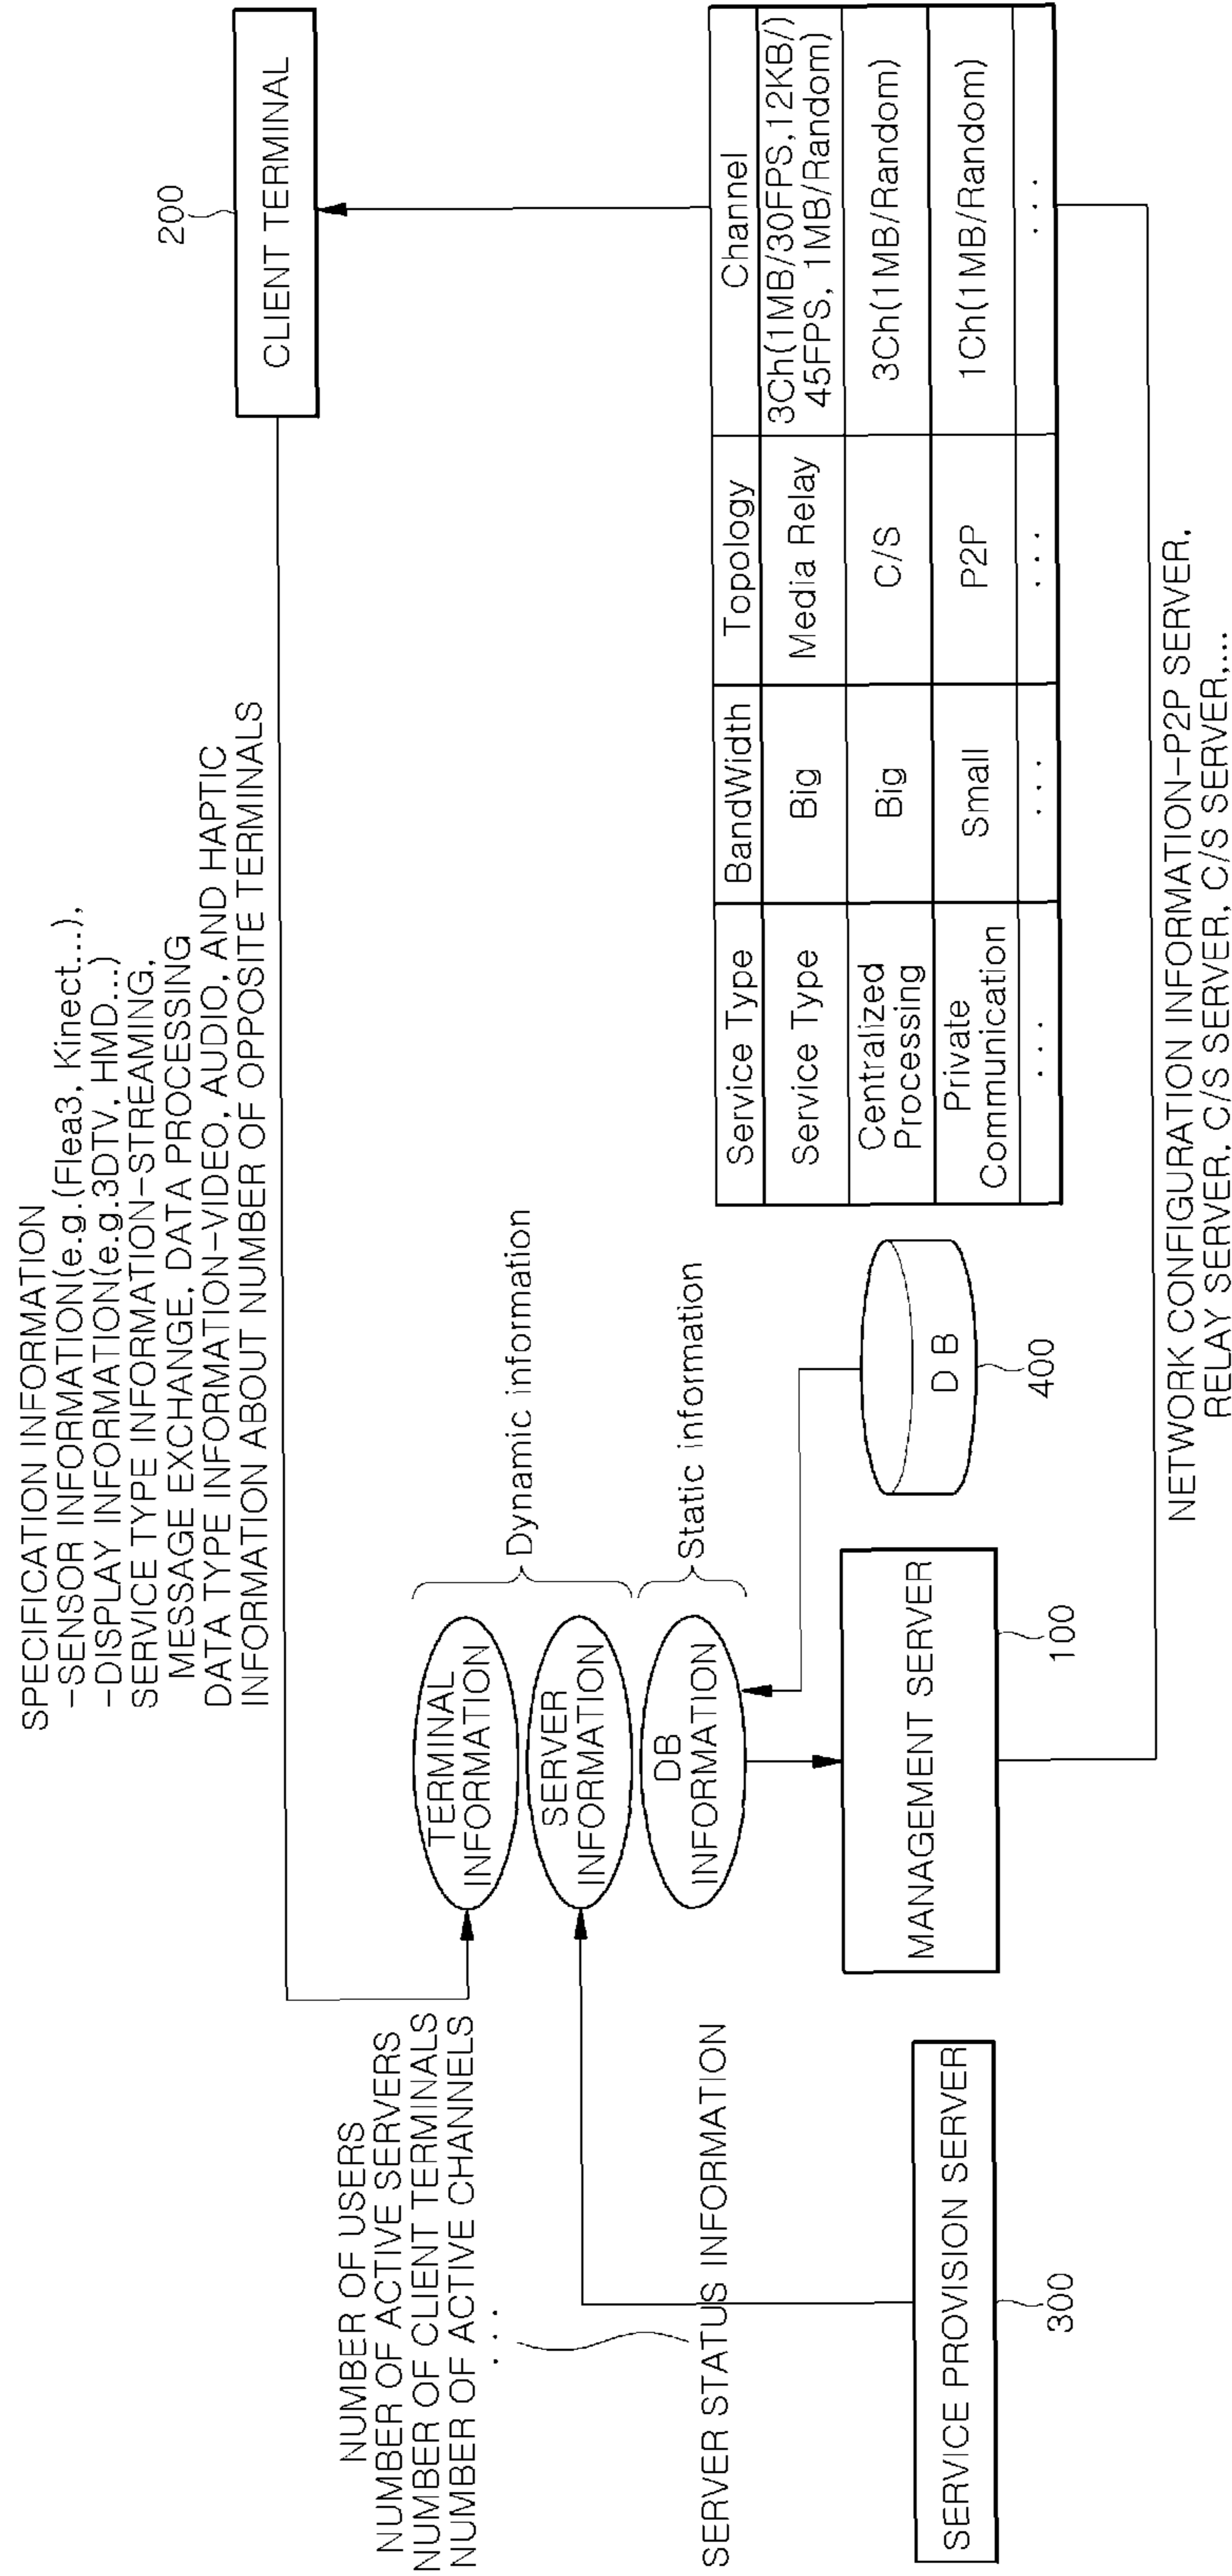 SPECIFICATION INFORMATION
-SENSOR INFORMATION(e.g.(Flea3, Kinect...),
-DISPLAY INFORMATION(e.g.3DTV, HMD...)
SERVICE TYPE INFORMATION-STREAMING,
MESSAGE EXCHANGE, DATA PROCESSING
DATA TYPE INFORMATION-VIDEO, AUDIO, AND HAPTIC
INFORMATION ABOUT NUMBER OF OPPOSITE TERMINALS
200
CLIENT TERMINAL
NUMBER OF USERS
NUMBER OF ACTIVE SERVERS
NUMBER OF CLIENT TERMINALS
NUMBER OF ACTIVE CHANNELS
...
TERMINAL
INFORMATION
SERVER
INFORMATION
Dynamic information
DB
INFORMATION
Static information
SERVER STATUS INFORMATION
SERVICE PROVISION SERVER
300
MANAGEMENT SERVER
100
D B
400
Service Type BandWidth Topology Channel
Service Type Big Media Relay 3Ch(1MB/30FPS,12KB/)
45FPS, 1MB/Random)
Centralized
Processing Big C/S 3Ch(1MB/Random)
Private
Communication Small P2P 1Ch(1MB/Random)
... ... ... ...
NETWORK CONFIGURATION INFORMATION-P2P SERVER,
RELAY SERVER, C/S SERVER, C/S SERVER,...